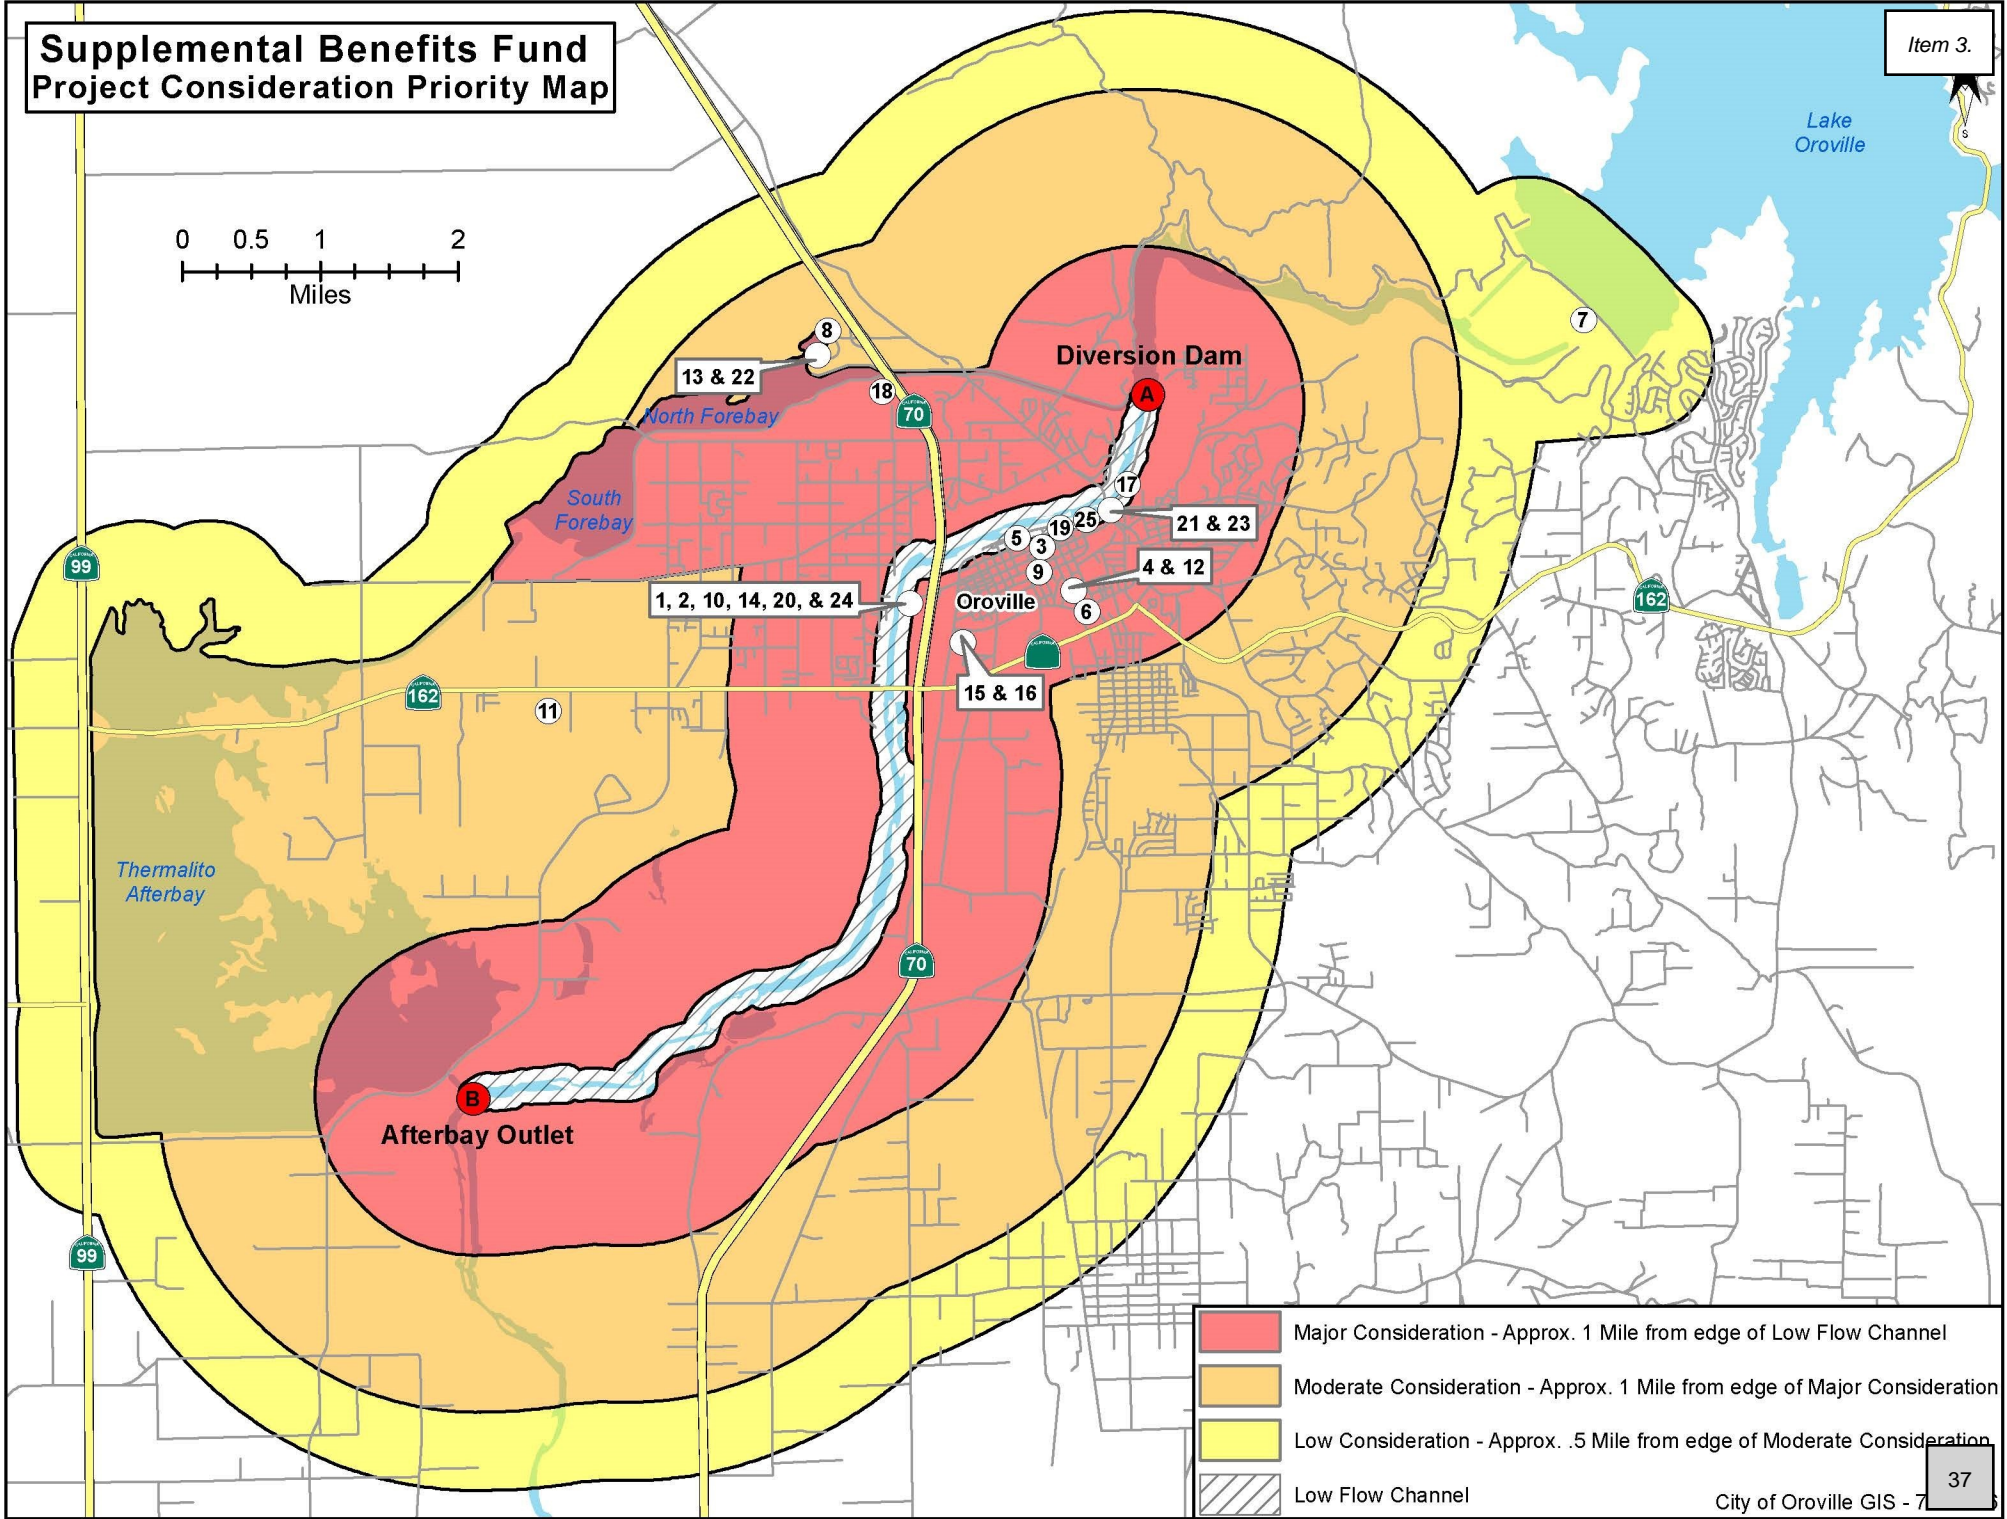 Supplemental Benefits Fund
Project Consideration Priority Map
Item 3.
S
Lake
Oroville
0 0.5 1 2
Miles
7
8
13 & 22
18
North Forebay
70
Diversion Dam
A
South
Forebay
17
21 & 23
25
19
5
3
9
4 & 12
6
99
1, 2, 10, 14, 20, & 24
Oroville
162
15 & 16
162
11
Thermalito
Afterbay
70
B
Afterbay Outlet
99
Major Consideration - Approx. 1 Mile from edge of Low Flow Channel
Moderate Consideration - Approx. 1 Mile from edge of Major Consideration
Low Consideration - Approx. .5 Mile from edge of Moderate Consideration
Low Flow Channel
37
City of Oroville GIS - 7